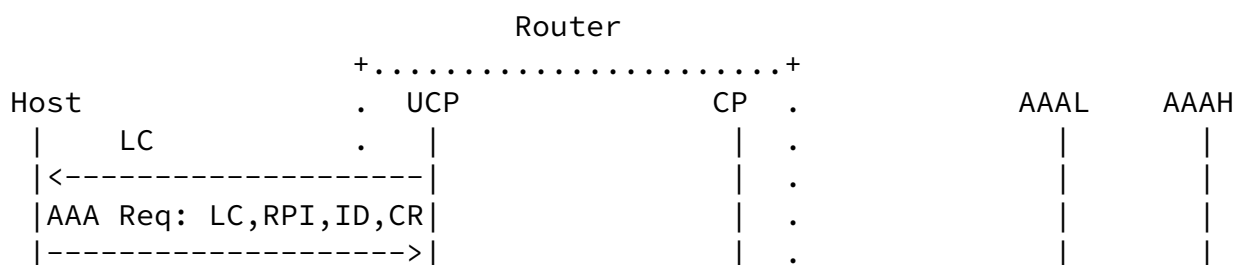 Router
                   +.......................+
Host               .  UCP              CP  .            AAAL    AAAH
 |    LC           .   |                |  .              |       |
 |<--------------------|                |  .              |       |
 |AAA Req: LC,RPI,ID,CR|                |  .              |       |
 |-------------------->|                |  .              |       |